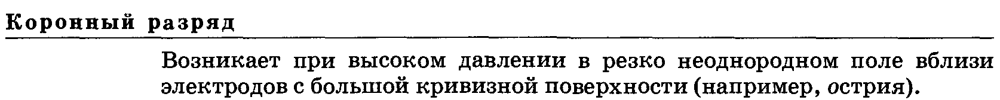 Коронный разряд
Возникает при высоком давлении в резко неоднородном поле вблизи
электродов с большой кривизной поверхности (например, острия).